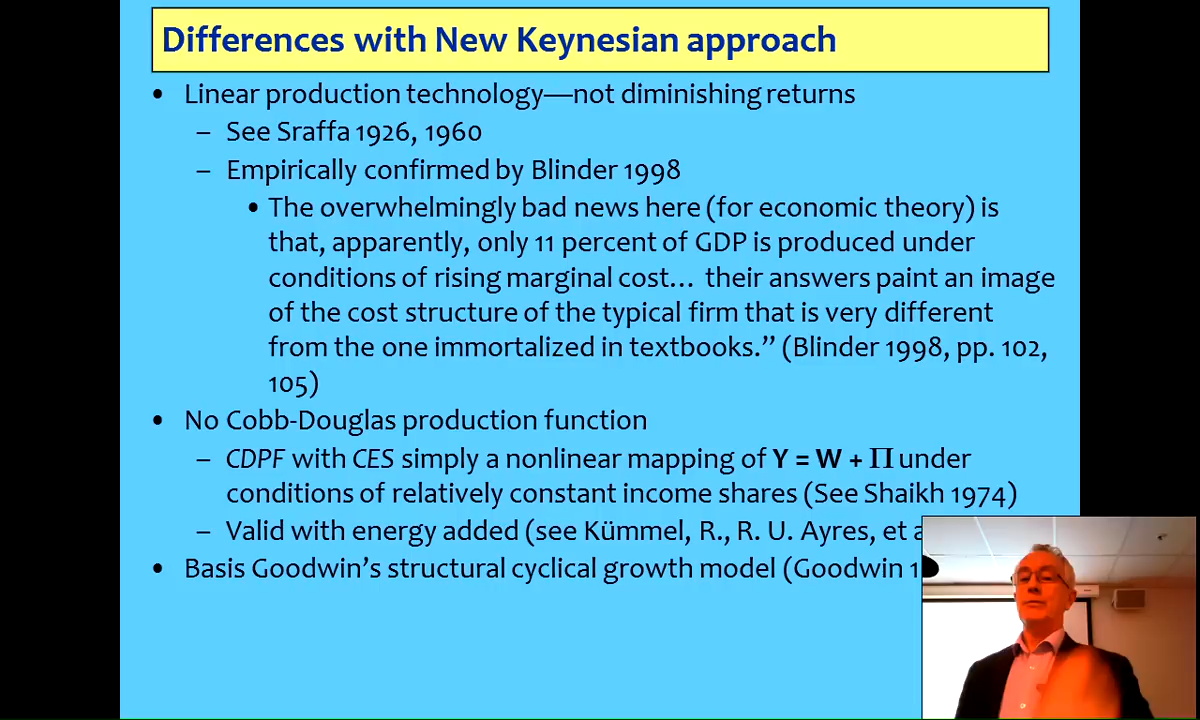 Differences with New Keynesian approach
• Linear production technology—not diminishing returns
– See Sraffa 1926, 1960
– Empirically confirmed by Blinder 1998
• The overwhelmingly bad news here (for economic theory) is
that, apparently, only 11 percent of GDP is produced under
conditions of rising marginal cost… their answers paint an image
of the cost structure of the typical firm that is very different
from the one immortalized in textbooks.” (Blinder 1998, pp. 102,
105)
• No Cobb-Douglas production function
– CDPF with CES simply a nonlinear mapping of Y = W + Π under
conditions of relatively constant income shares (See Shaikh 1974)
– Valid with energy added (see Kümmel, R., R. U. Ayres, et a
• Basis Goodwin’s structural cyclical growth model (Goodwin 1